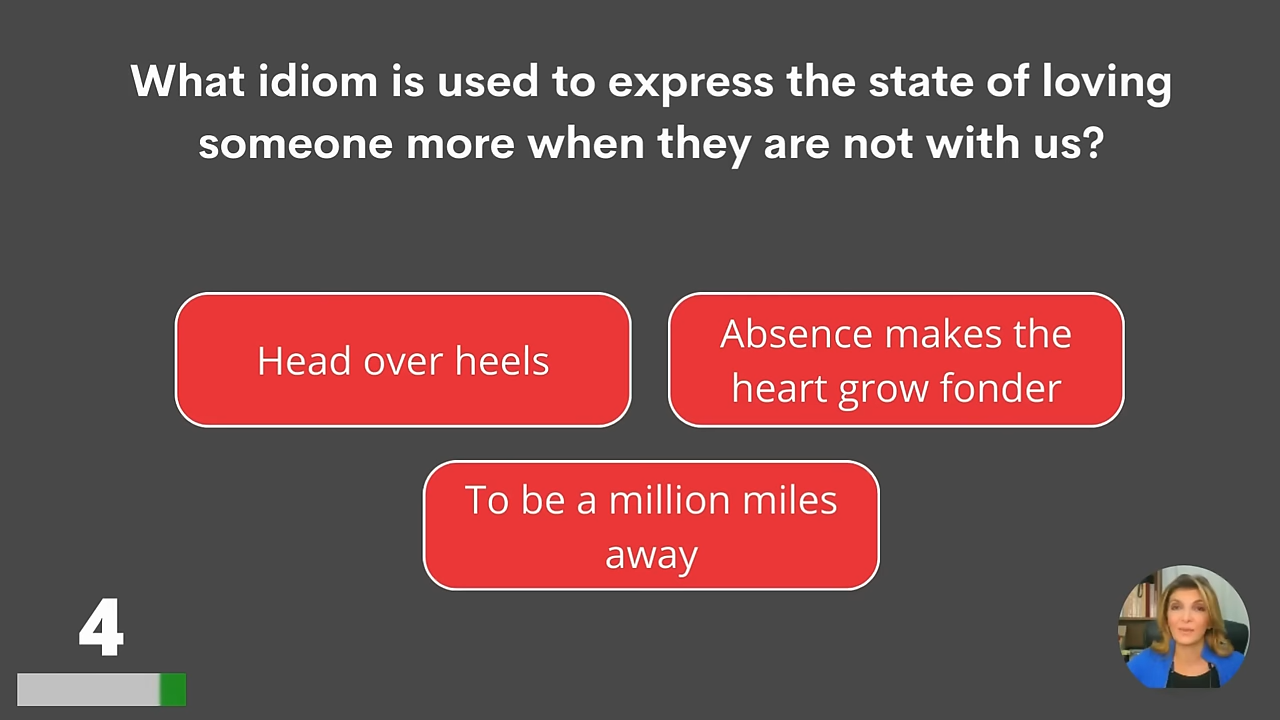 What idiom is used to express the state of loving
someone more when they are not with us?
Head over heels
Absence makes the
heart grow fonder
To be a million miles
away
4